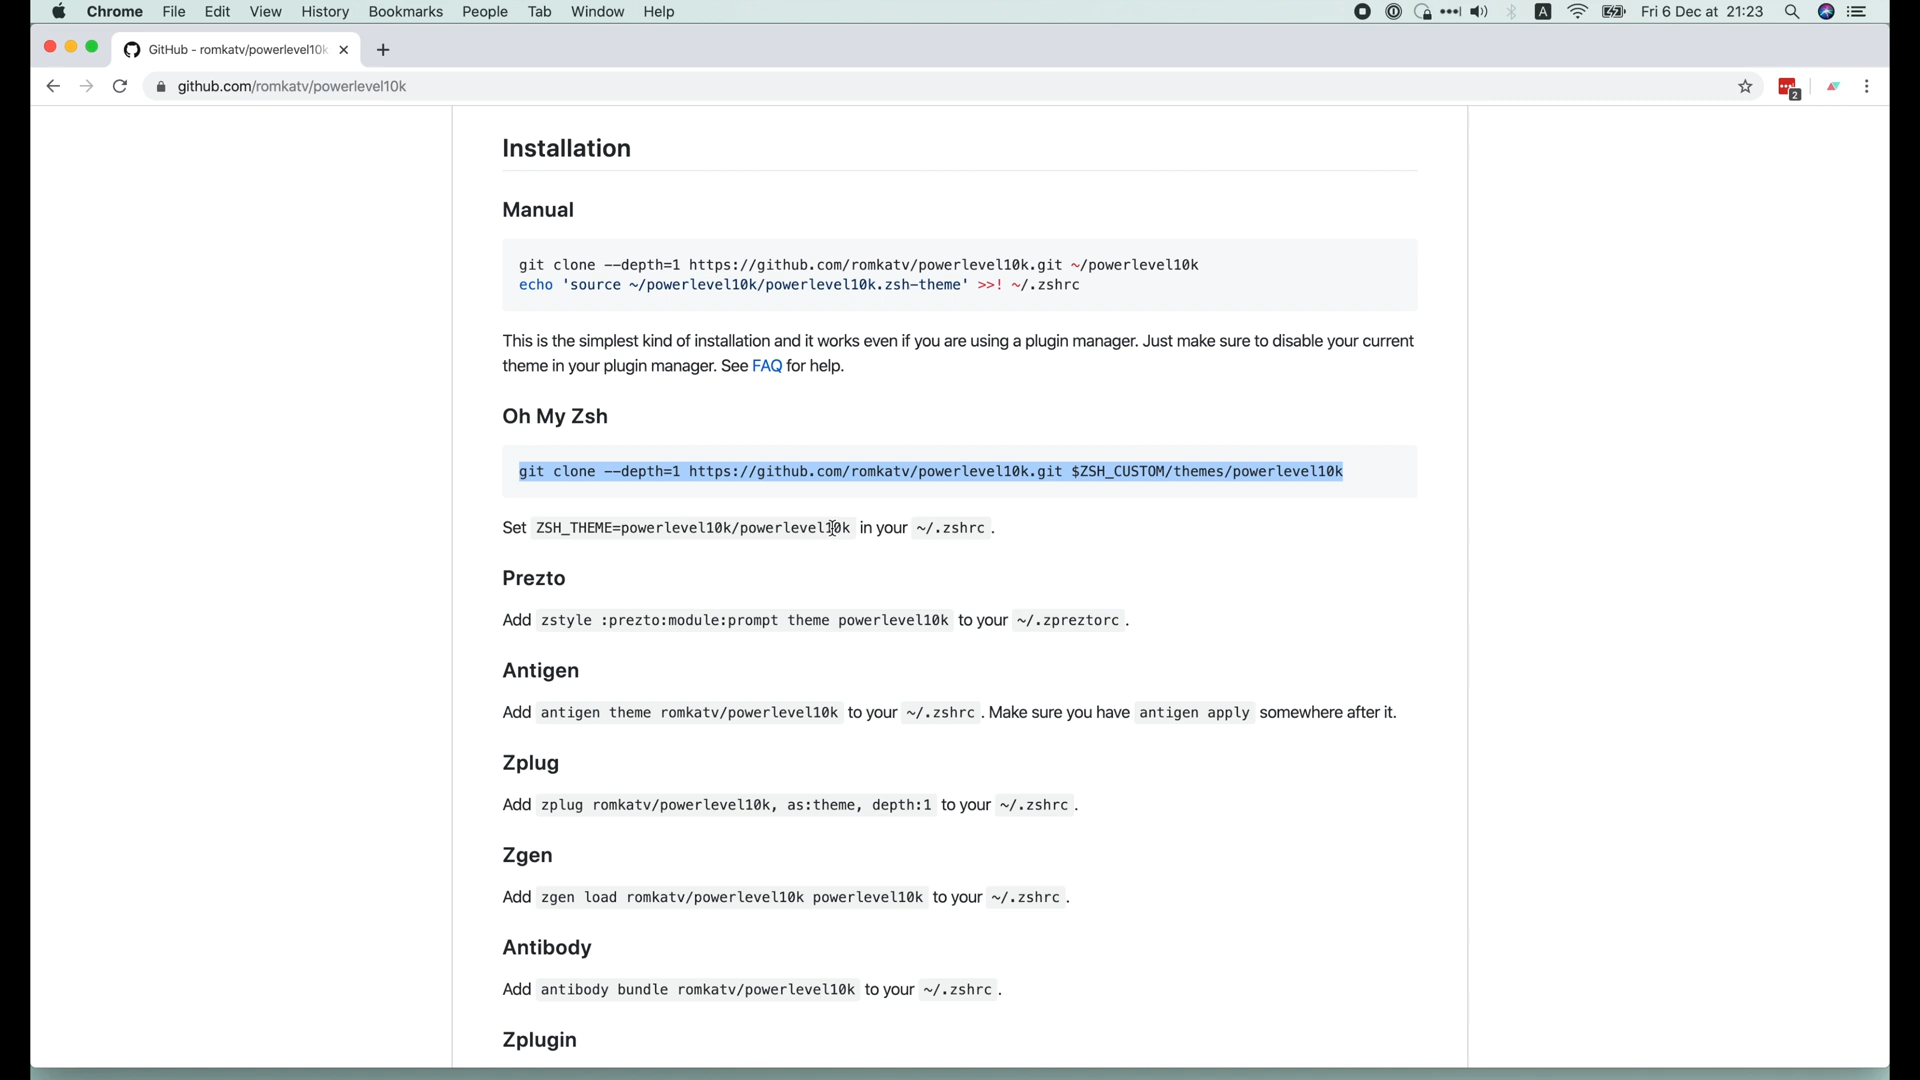 Chrome File Edit View History Bookmarks People Tab Window Help A Fri 6 Dec at 21:23
GitHub - romkatv/powerlevel10k
github.com/romkatv/powerlevel10k 2
Installation
Manual
git clone --depth=1 https://github.com/romkatv/powerlevel10k.git ~/powerlevel10k
echo 'source ~/powerlevel10k/powerlevel10k.zsh-theme' >>! ~/.zshrc
This is the simplest kind of installation and it works even if you are using a plugin manager. Just make sure to disable your current
theme in your plugin manager. See FAQ for help.
Oh My Zsh
git clone --depth=1 https://github.com/romkatv/powerlevel10k.git $ZSH_CUSTOM/themes/powerlevel10k
Set ZSH_THEME=powerlevel10k/powerlevel10k in your ~/.zshrc.
Prezto
Add zstyle :prezto:module:prompt theme powerlevel10k to your ~/.zpreztorc.
Antigen
Add antigen theme romkatv/powerlevel10k to your ~/.zshrc. Make sure you have antigen apply somewhere after it.
Zplug
Add zplug romkatv/powerlevel10k, as:theme, depth:1 to your ~/.zshrc.
Zgen
Add zgen load romkatv/powerlevel10k powerlevel10k to your ~/.zshrc.
Antibody
Add antibody bundle romkatv/powerlevel10k to your ~/.zshrc.
Zplugin